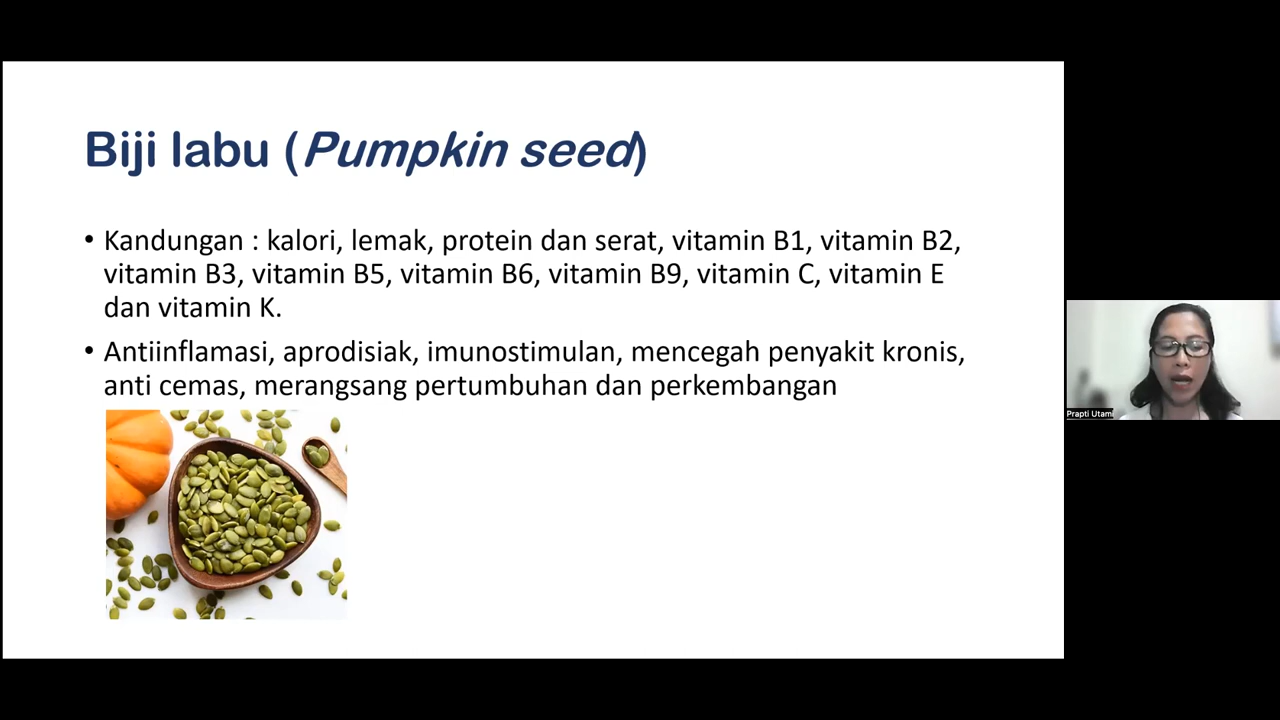 Biji labu (Pumpkin seed)
• Kandungan : kalori, lemak, protein dan serat, vitamin B1, vitamin B2,
vitamin B3, vitamin B5, vitamin B6, vitamin B9, vitamin C, vitamin E
dan vitamin K.
• Antiinflamasi, aprodisiak, imunostimulan, mencegah penyakit kronis,
anti cemas, merangsang pertumbuhan dan perkembangan
Prapti Utami